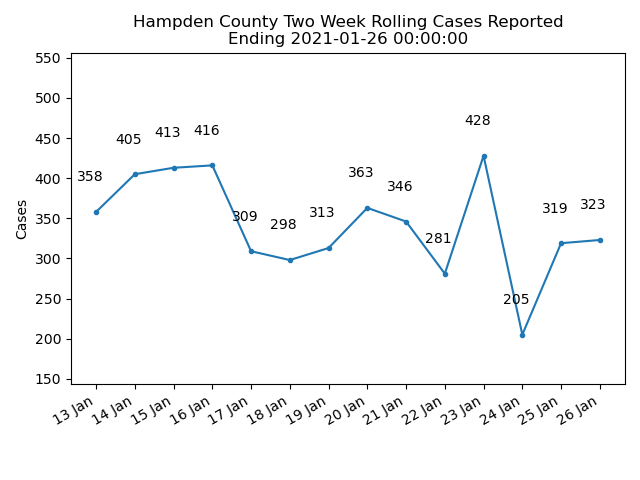 Hampden County Two Week Rolling Cases Reported
Ending 2021-01-26 00:00:00
550
500
450
400
350
300
250
200
150
Cases
358
405
413
416
309
298
313
363
346
281
428
205
319
323
13 Jan
14 Jan
15 Jan
16 Jan
17 Jan
18 Jan
19 Jan
20 Jan
21 Jan
22 Jan
23 Jan
24 Jan
25 Jan
26 Jan